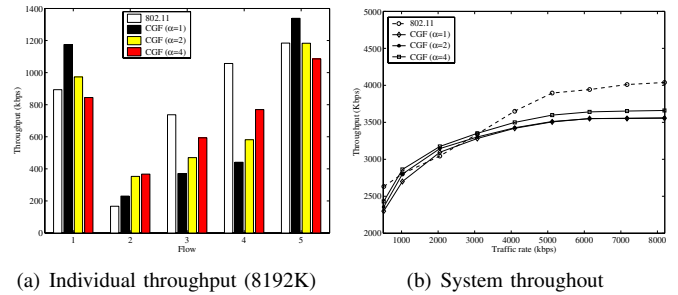 1400
1200
1000
800
600
400
200
0
Throughput (kbps)
802.11
CGF (α=1)
CGF (α=2)
CGF (α=4)
1 2 3 4 5
Flow
(a) Individual throughput (8192K)
5000
4500
4000
3500
3000
2500
2000
Throughput (Kbps)
802.11
CGF (α=1)
CGF (α=2)
CGF (α=4)
1000 2000 3000 4000 5000 6000 7000 8000
Traffic rate (kbps)
(b) System throughout